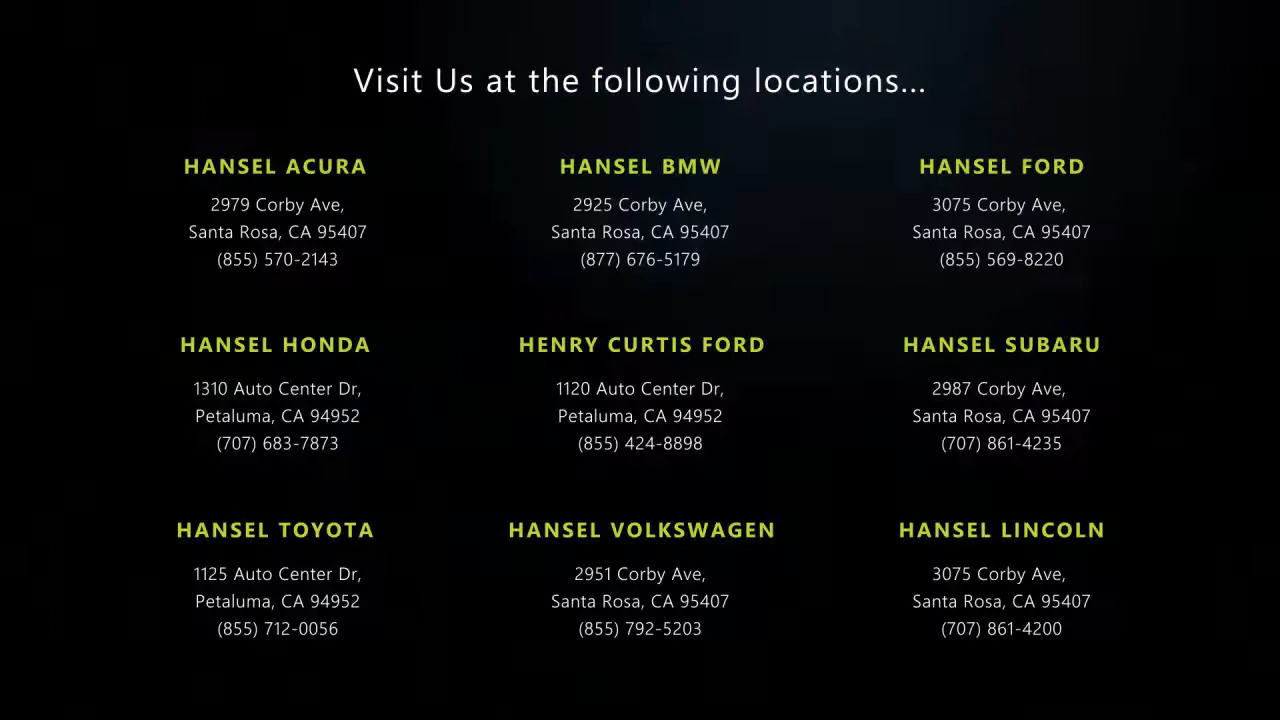 Visit Us at the following locations...
HANSEL ACURA
2979 Corby Ave,
Santa Rosa, CA 95407
(855) 570-2143
HANSEL BMW
2925 Corby Ave,
Santa Rosa, CA 95407
(877) 676-5179
HANSEL FORD
3075 Corby Ave,
Santa Rosa, CA 95407
(855) 569-8220
HANSEL HONDA
1310 Auto Center Dr,
Petaluma, CA 94952
(707) 683-7873
HENRY CURTIS FORD
1120 Auto Center Dr,
Petaluma, CA 94952
(855) 424-8898
HANSEL SUBARU
2987 Corby Ave,
Santa Rosa, CA 95407
(707) 861-4235
HANSEL TOYOTA
1125 Auto Center Dr,
Petaluma, CA 94952
(855) 712-0056
HANSEL VOLKSWAGEN
2951 Corby Ave,
Santa Rosa, CA 95407
(855) 792-5203
HANSEL LINCOLN
3075 Corby Ave,
Santa Rosa, CA 95407
(707) 861-4200